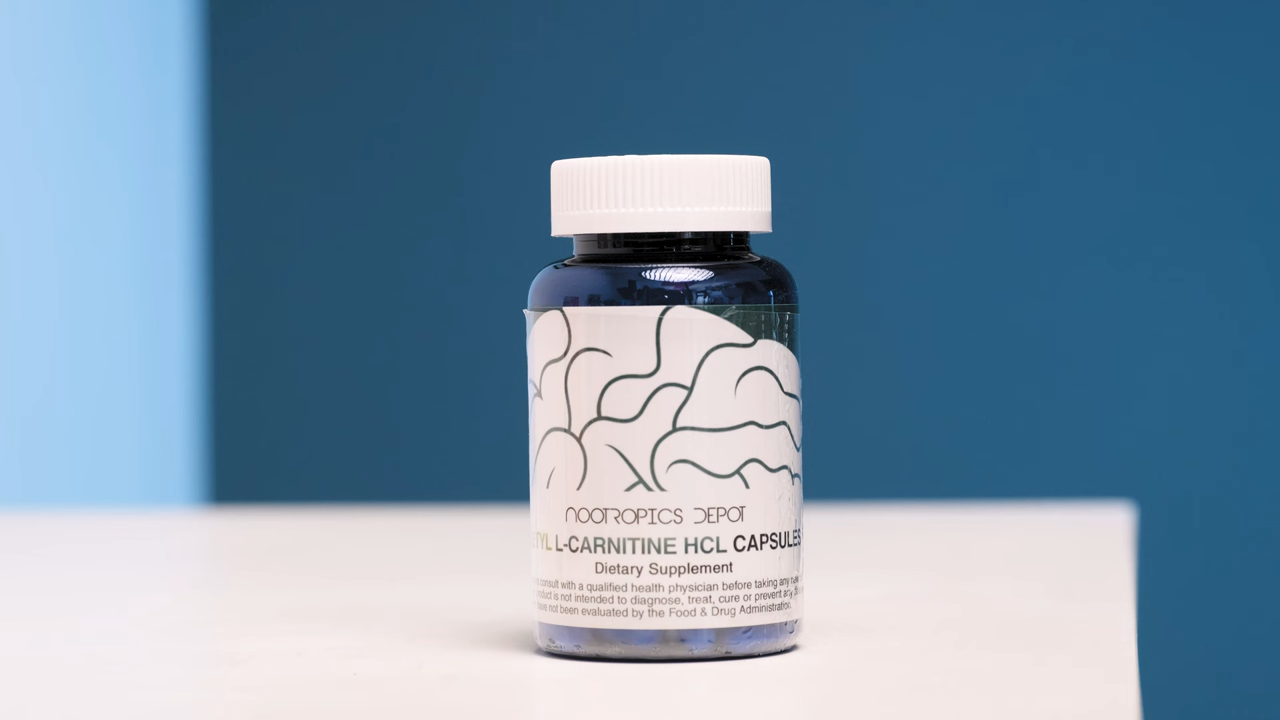 NOOTROPICS DEPOT
TYL L-CARNITINE HCL CAPSULES
Dietary Supplement
consult with a qualified health physician before taking any new
product is not intended to diagnose, treat, cure or prevent any
have not been evaluated by the Food & Drug Administration.